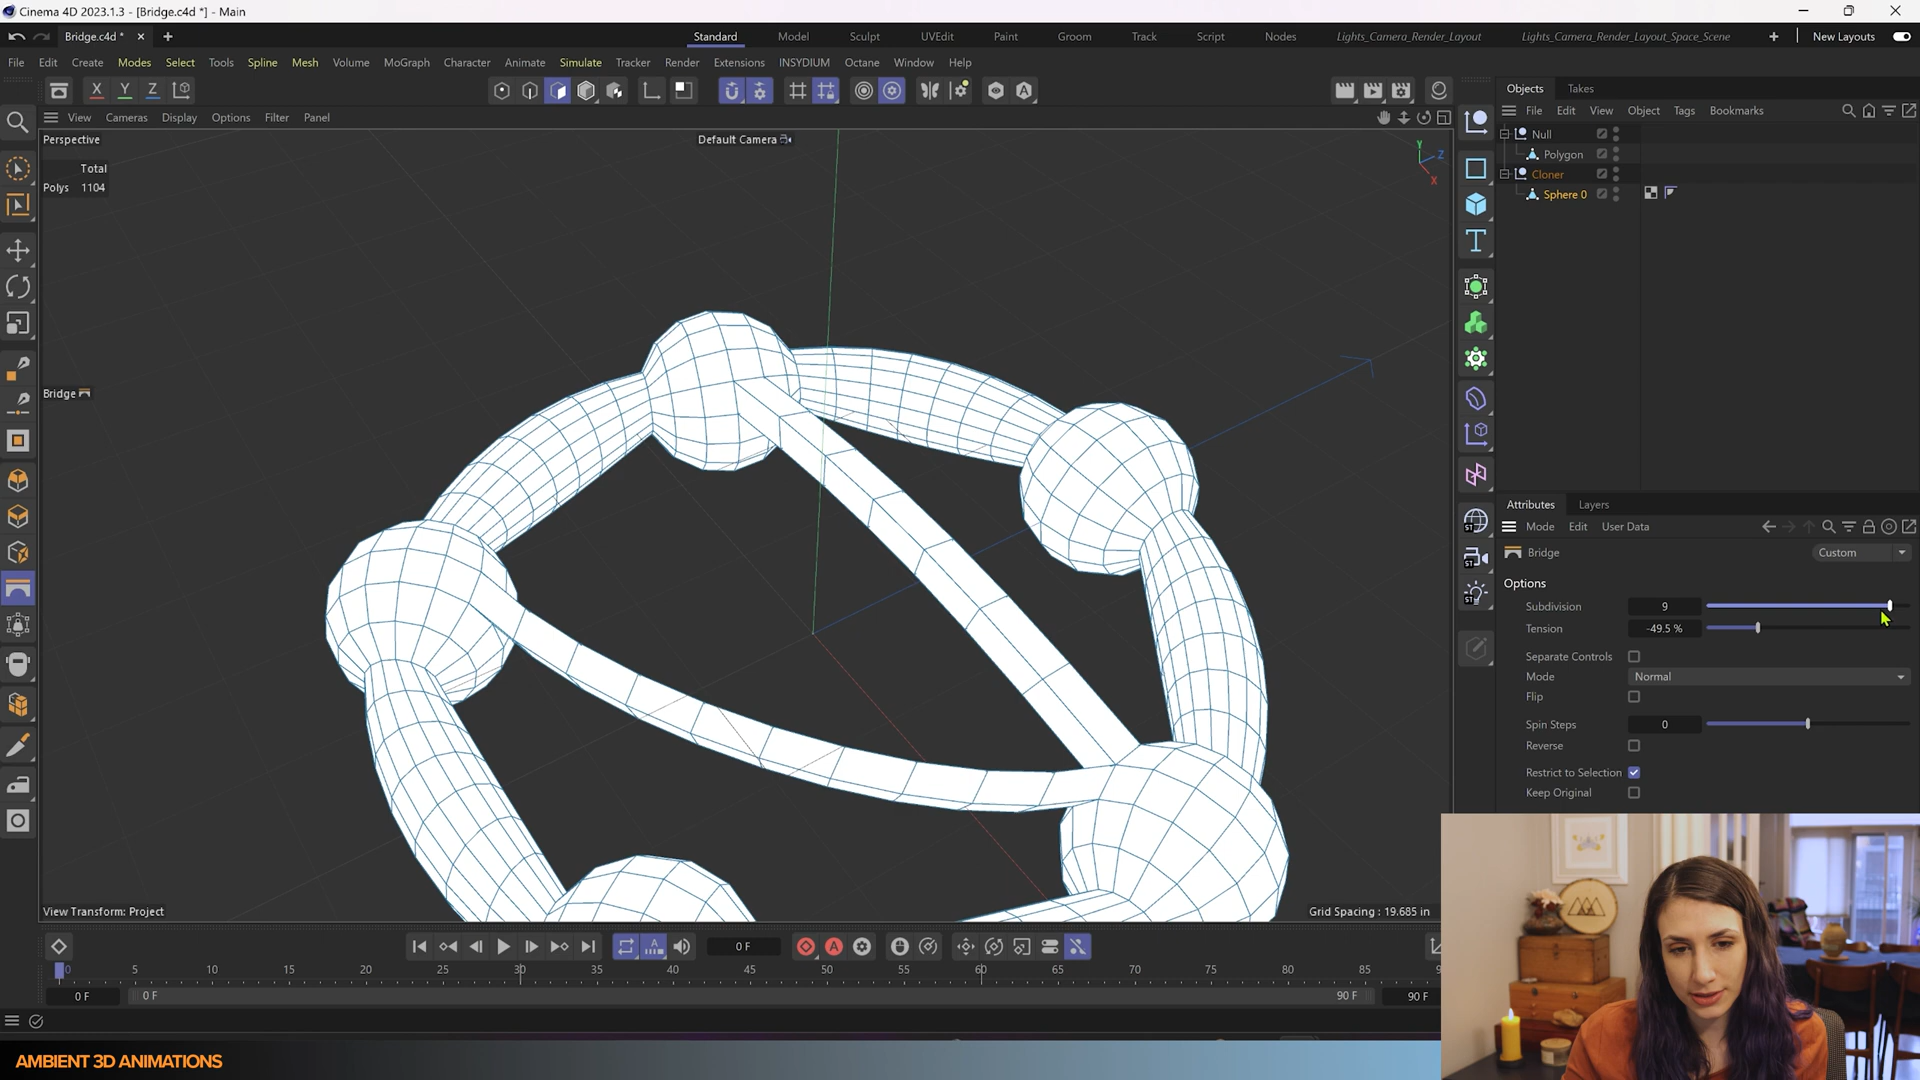 Cinema 4D 2023.1.3 - [Bridge.c4d *] - Main
Bridge.c4d *
Standard Model Sculpt UVEdit Paint Groom Track Script Nodes Lights_Camera_Render_Layout Lights_Camera_Render_Layout_Space_Scene New Layouts
File Edit Create Modes Select Tools Spline Mesh Volume MoGraph Character Animate Simulate Tracker Render Extensions INSYDIUM Octane Window Help
X Y Z
Objects Takes
File Edit View Object Tags Bookmarks
View Cameras Display Options Filter Panel
Perspective
Default Camera
Total
Polys 1104
Y
Z
X
Null
Polygon
Cloner
Sphere 0
Bridge
Attributes Layers
Mode Edit User Data
Bridge Custom
Options
Subdivision 9
Tension -49.5 %
Separate Controls
Mode Normal
Flip
Spin Steps 0
Reverse
Restrict to Selection
Keep Original
View Transform: Project
Grid Spacing : 19.685 in
0 F
0 5 10 15 20 25 30 35 40 45 50 55 60 65 70 75 80 85
0 F 0 F 90 F 90 F
AMBIENT 3D ANIMATIONS